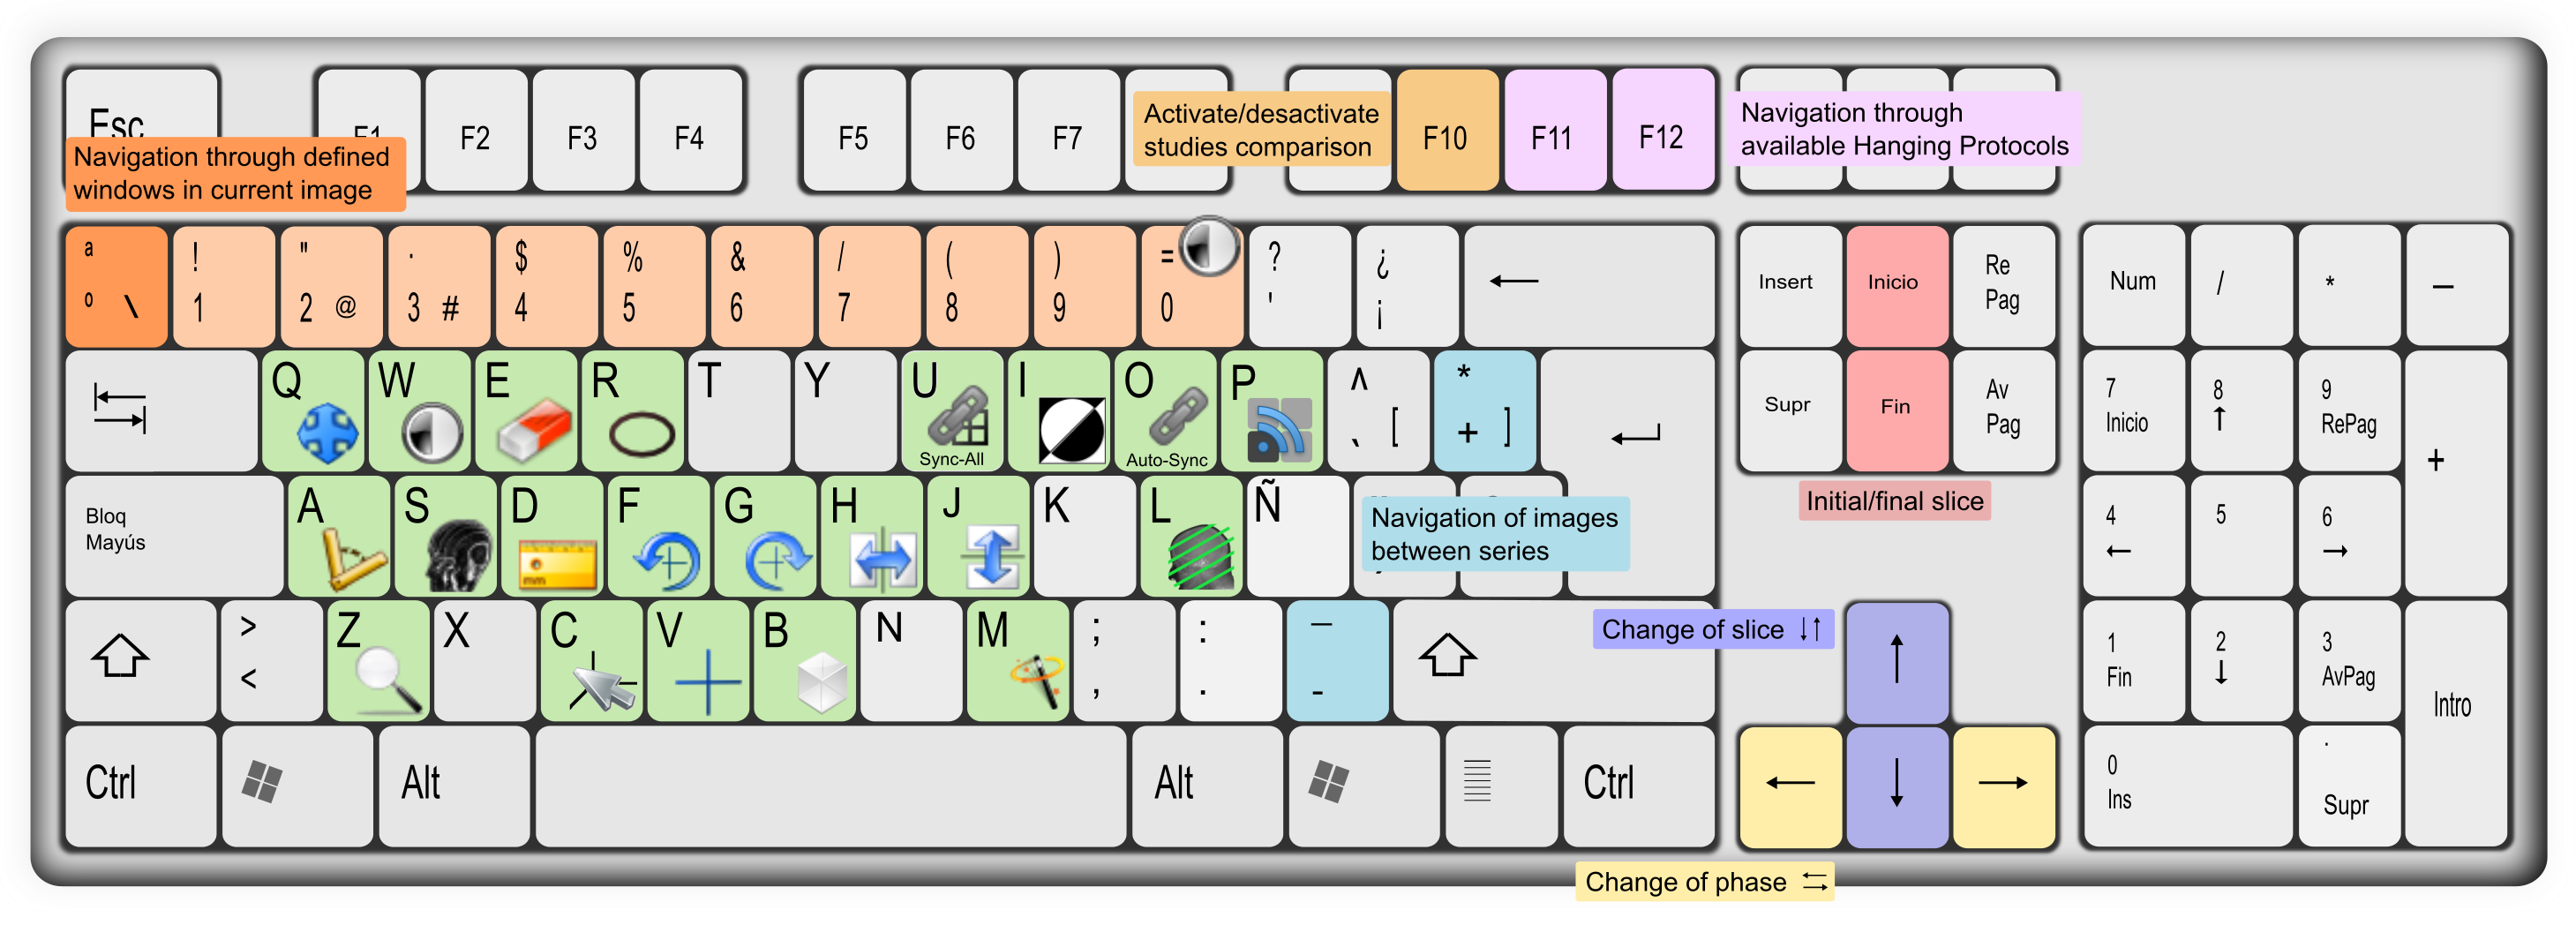 Esc
F1 F2 F3 F4 F5 F6 F7 F10 F11 F12
Activate/desactivate
studies comparison
Navigation through
available Hanging Protocols
Navigation through defined
windows in current image
ª ! " · $ % & / ( ) = ? ¿
º \ 1 2 @ 3 # 4 5 6 7 8 9 0 ' ¡ ←
Insert Inicio Re Pag
Num / * –
Q W E R T Y U I O P ^ *
` [ + ]
Sync-All Auto-Sync
Supr Fin Av Pag
7 8 9
Inicio ↑ RePag
+
Initial/final slice
Bloq
Mayús
A S D F G H J K L Ñ
mm
Navigation of images
between series
4 5 6
← →
> Z X C V B N M ; : _
< , . -
Change of slice ↓↑
↑
1 2 3
Fin ↓ AvPag
Intro
Ctrl Alt Alt Ctrl
← ↓ →
0 ·
Ins Supr
Change of phase ⇆